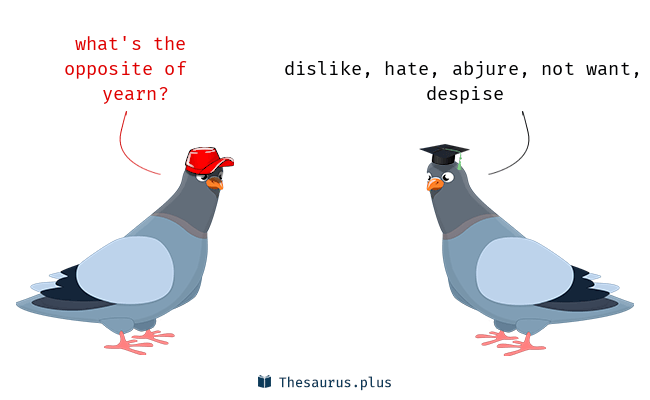 what's the
opposite of
yearn?
dislike, hate, abjure, not want,
despise
Thesaurus.plus